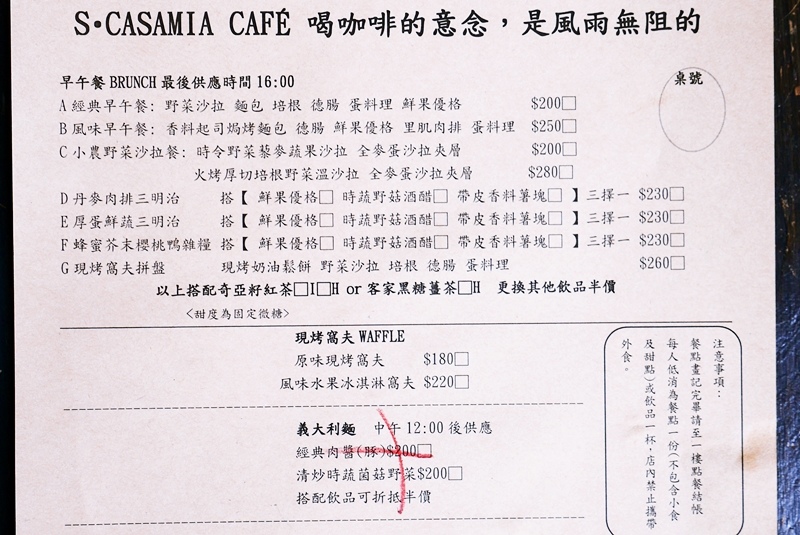 S•CASAMIA CAFÉ 喝咖啡的意念，是風雨無阻的
桌號
早午餐 BRUNCH 最後供應時間 16:00
A 經典早午餐: 野菜沙拉 麵包 培根 德腸 蛋料理 鮮果優格 $200□
B 風味早午餐: 香料起司焗烤麵包 德腸 鮮果優格 里肌肉排 蛋料理 $250□
C 小農野菜沙拉餐: 時令野菜藜麥蔬果沙拉 全麥蛋沙拉夾層 $200□
火烤厚切培根野菜溫沙拉 全麥蛋沙拉夾層 $280□
D 丹麥肉排三明治 搭【 鮮果優格□ 時蔬野菇酒醋□ 帶皮香料薯塊□ 】三擇一 $230□
E 厚蛋鮮蔬三明治 搭【 鮮果優格□ 時蔬野菇酒醋□ 帶皮香料薯塊□ 】三擇一 $230□
F 蜂蜜芥末櫻桃鴨雜糧 搭【 鮮果優格□ 時蔬野菇酒醋□ 帶皮香料薯塊□ 】三擇一 $230□
G 現烤窩夫拼盤 現烤奶油鬆餅 野菜沙拉 培根 德腸 蛋料理 $260□
以上搭配奇亞籽紅茶□I□H or 客家黑糖薑茶□H 更換其他飲品半價
<甜度為固定微糖>
現烤窩夫 WAFFLE
原味現烤窩夫 $180□
風味水果冰淇淋窩夫 $220□
義大利麵 中午 12:00 後供應
經典肉醬(豚)$200□
清炒時蔬菌菇野菜$200□
搭配飲品可折抵半價
注意事項：
餐點畫記完畢請至一樓點餐結帳
每人低消為餐點一份(不包含小食
及甜點)或飲品一杯，店內禁止攜帶
外食。